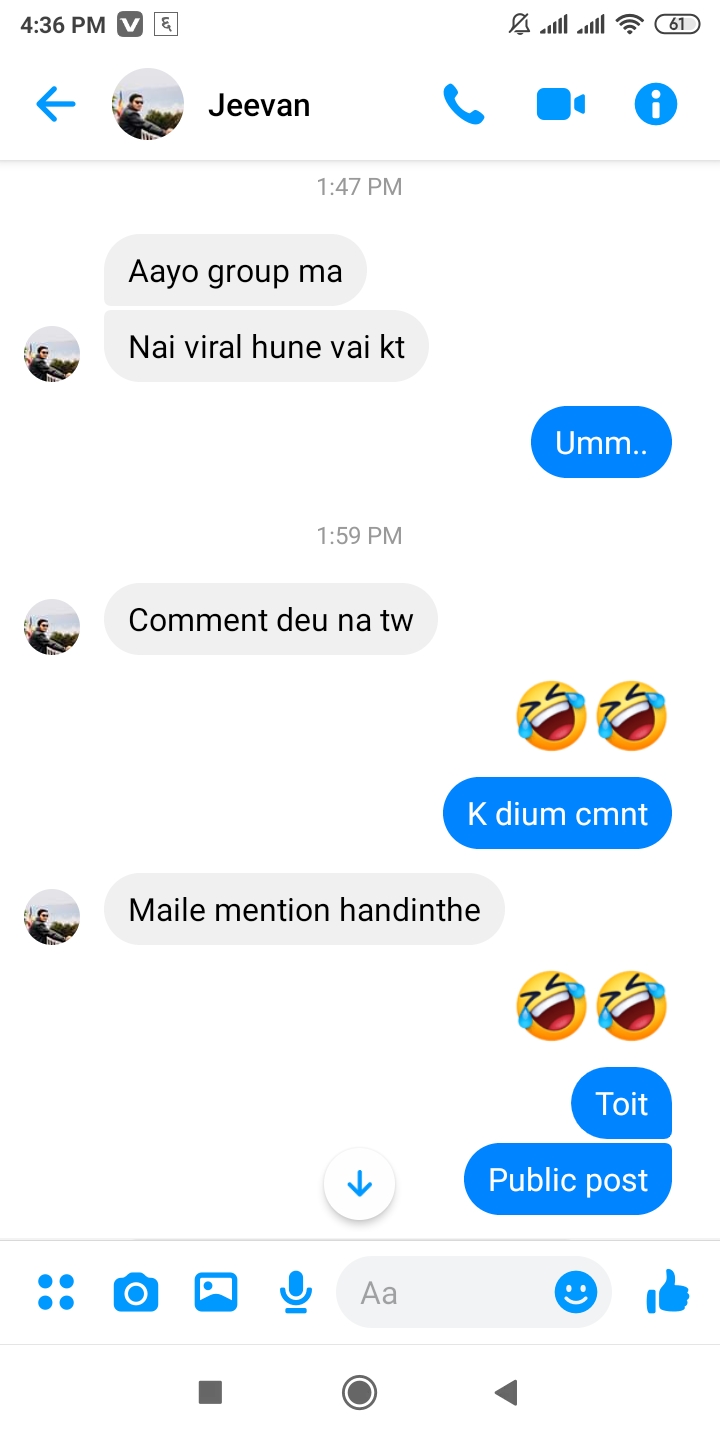 4:36 PM V ६ 61
Jeevan
1:47 PM
Aayo group ma
Nai viral hune vai kt
Umm..
1:59 PM
Comment deu na tw
🤣🤣
K dium cmnt
Maile mention handinthe
🤣🤣
Toit
Public post
Aa